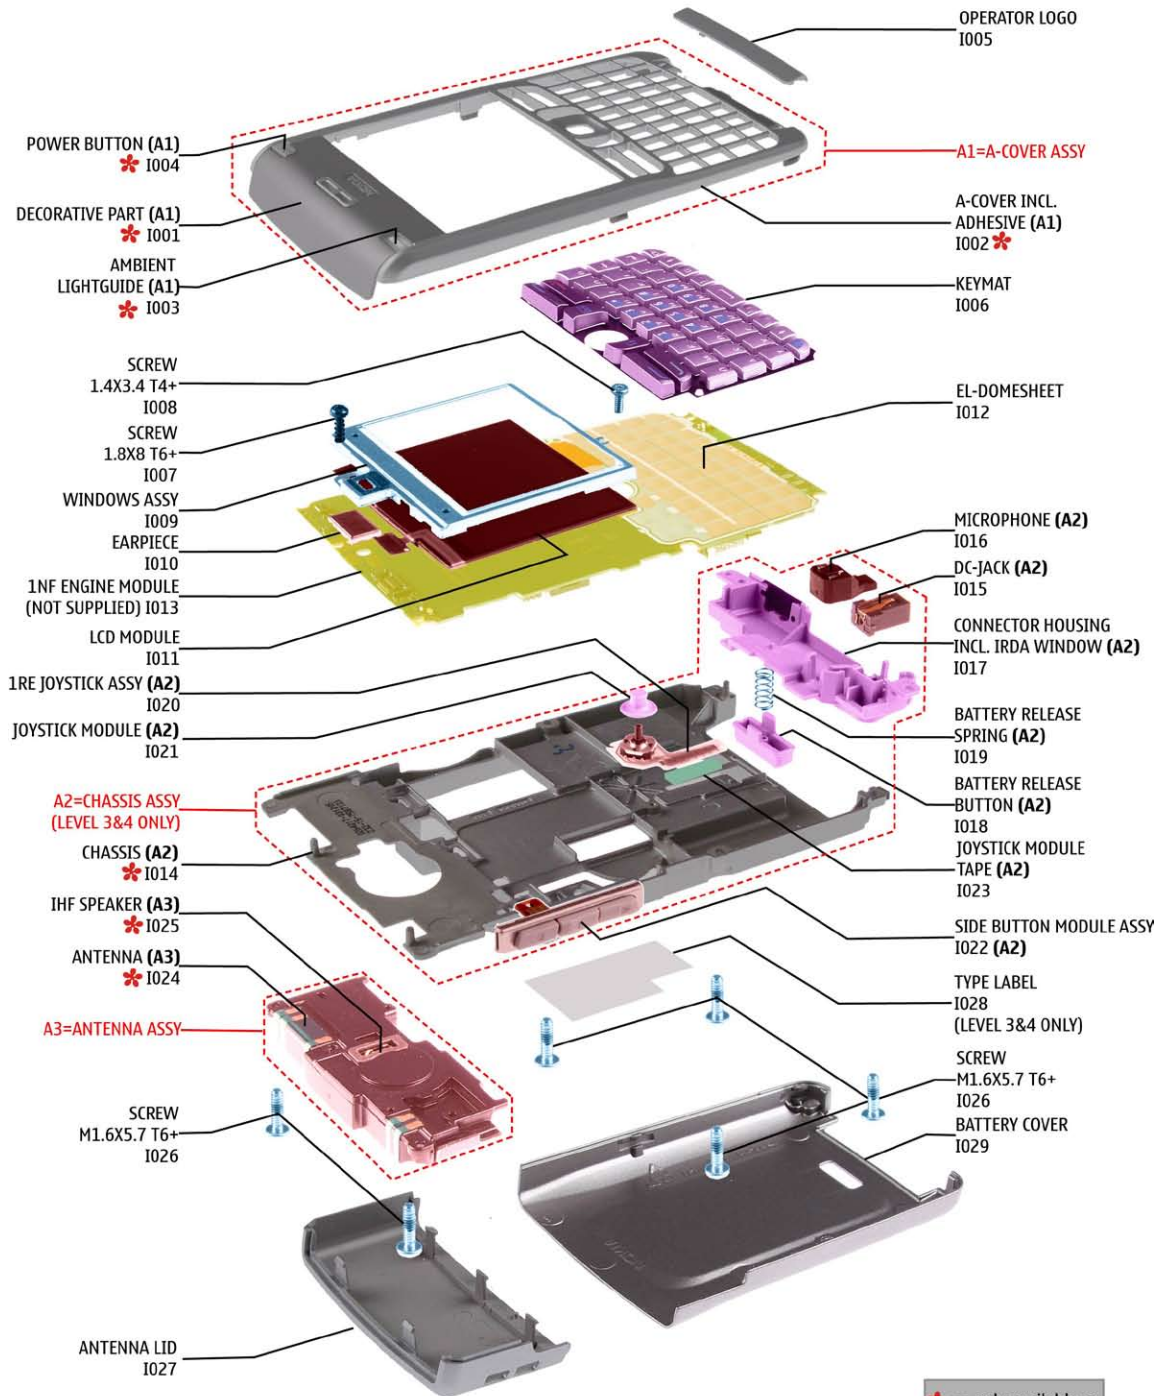 OPERATOR LOGO
I005
POWER BUTTON (A1)
* I004
A1=A-COVER ASSY
DECORATIVE PART (A1)
* I001
A-COVER INCL.
ADHESIVE (A1)
I002 *
AMBIENT
LIGHTGUIDE (A1)
* I003
KEYMAT
I006
SCREW
1.4X3.4 T4+
I008
EL-DOMESHEET
I012
SCREW
1.8X8 T6+
I007
WINDOWS ASSY
I009
MICROPHONE (A2)
I016
EARPIECE
I010
DC-JACK (A2)
I015
1NF ENGINE MODULE
(NOT SUPPLIED) I013
CONNECTOR HOUSING
INCL. IRDA WINDOW (A2)
I017
LCD MODULE
I011
1RE JOYSTICK ASSY (A2)
I020
BATTERY RELEASE
SPRING (A2)
I019
JOYSTICK MODULE (A2)
I021
BATTERY RELEASE
BUTTON (A2)
I018
A2=CHASSIS ASSY
(LEVEL 3&4 ONLY)
JOYSTICK MODULE
TAPE (A2)
I023
CHASSIS (A2)
* I014
IHF SPEAKER (A3)
* I025
SIDE BUTTON MODULE ASSY
I022 (A2)
ANTENNA (A3)
* I024
TYPE LABEL
I028
(LEVEL 3&4 ONLY)
A3=ANTENNA ASSY
SCREW
M1.6X5.7 T6+
I026
SCREW
M1.6X5.7 T6+
I026
BATTERY COVER
I029
ANTENNA LID
I027